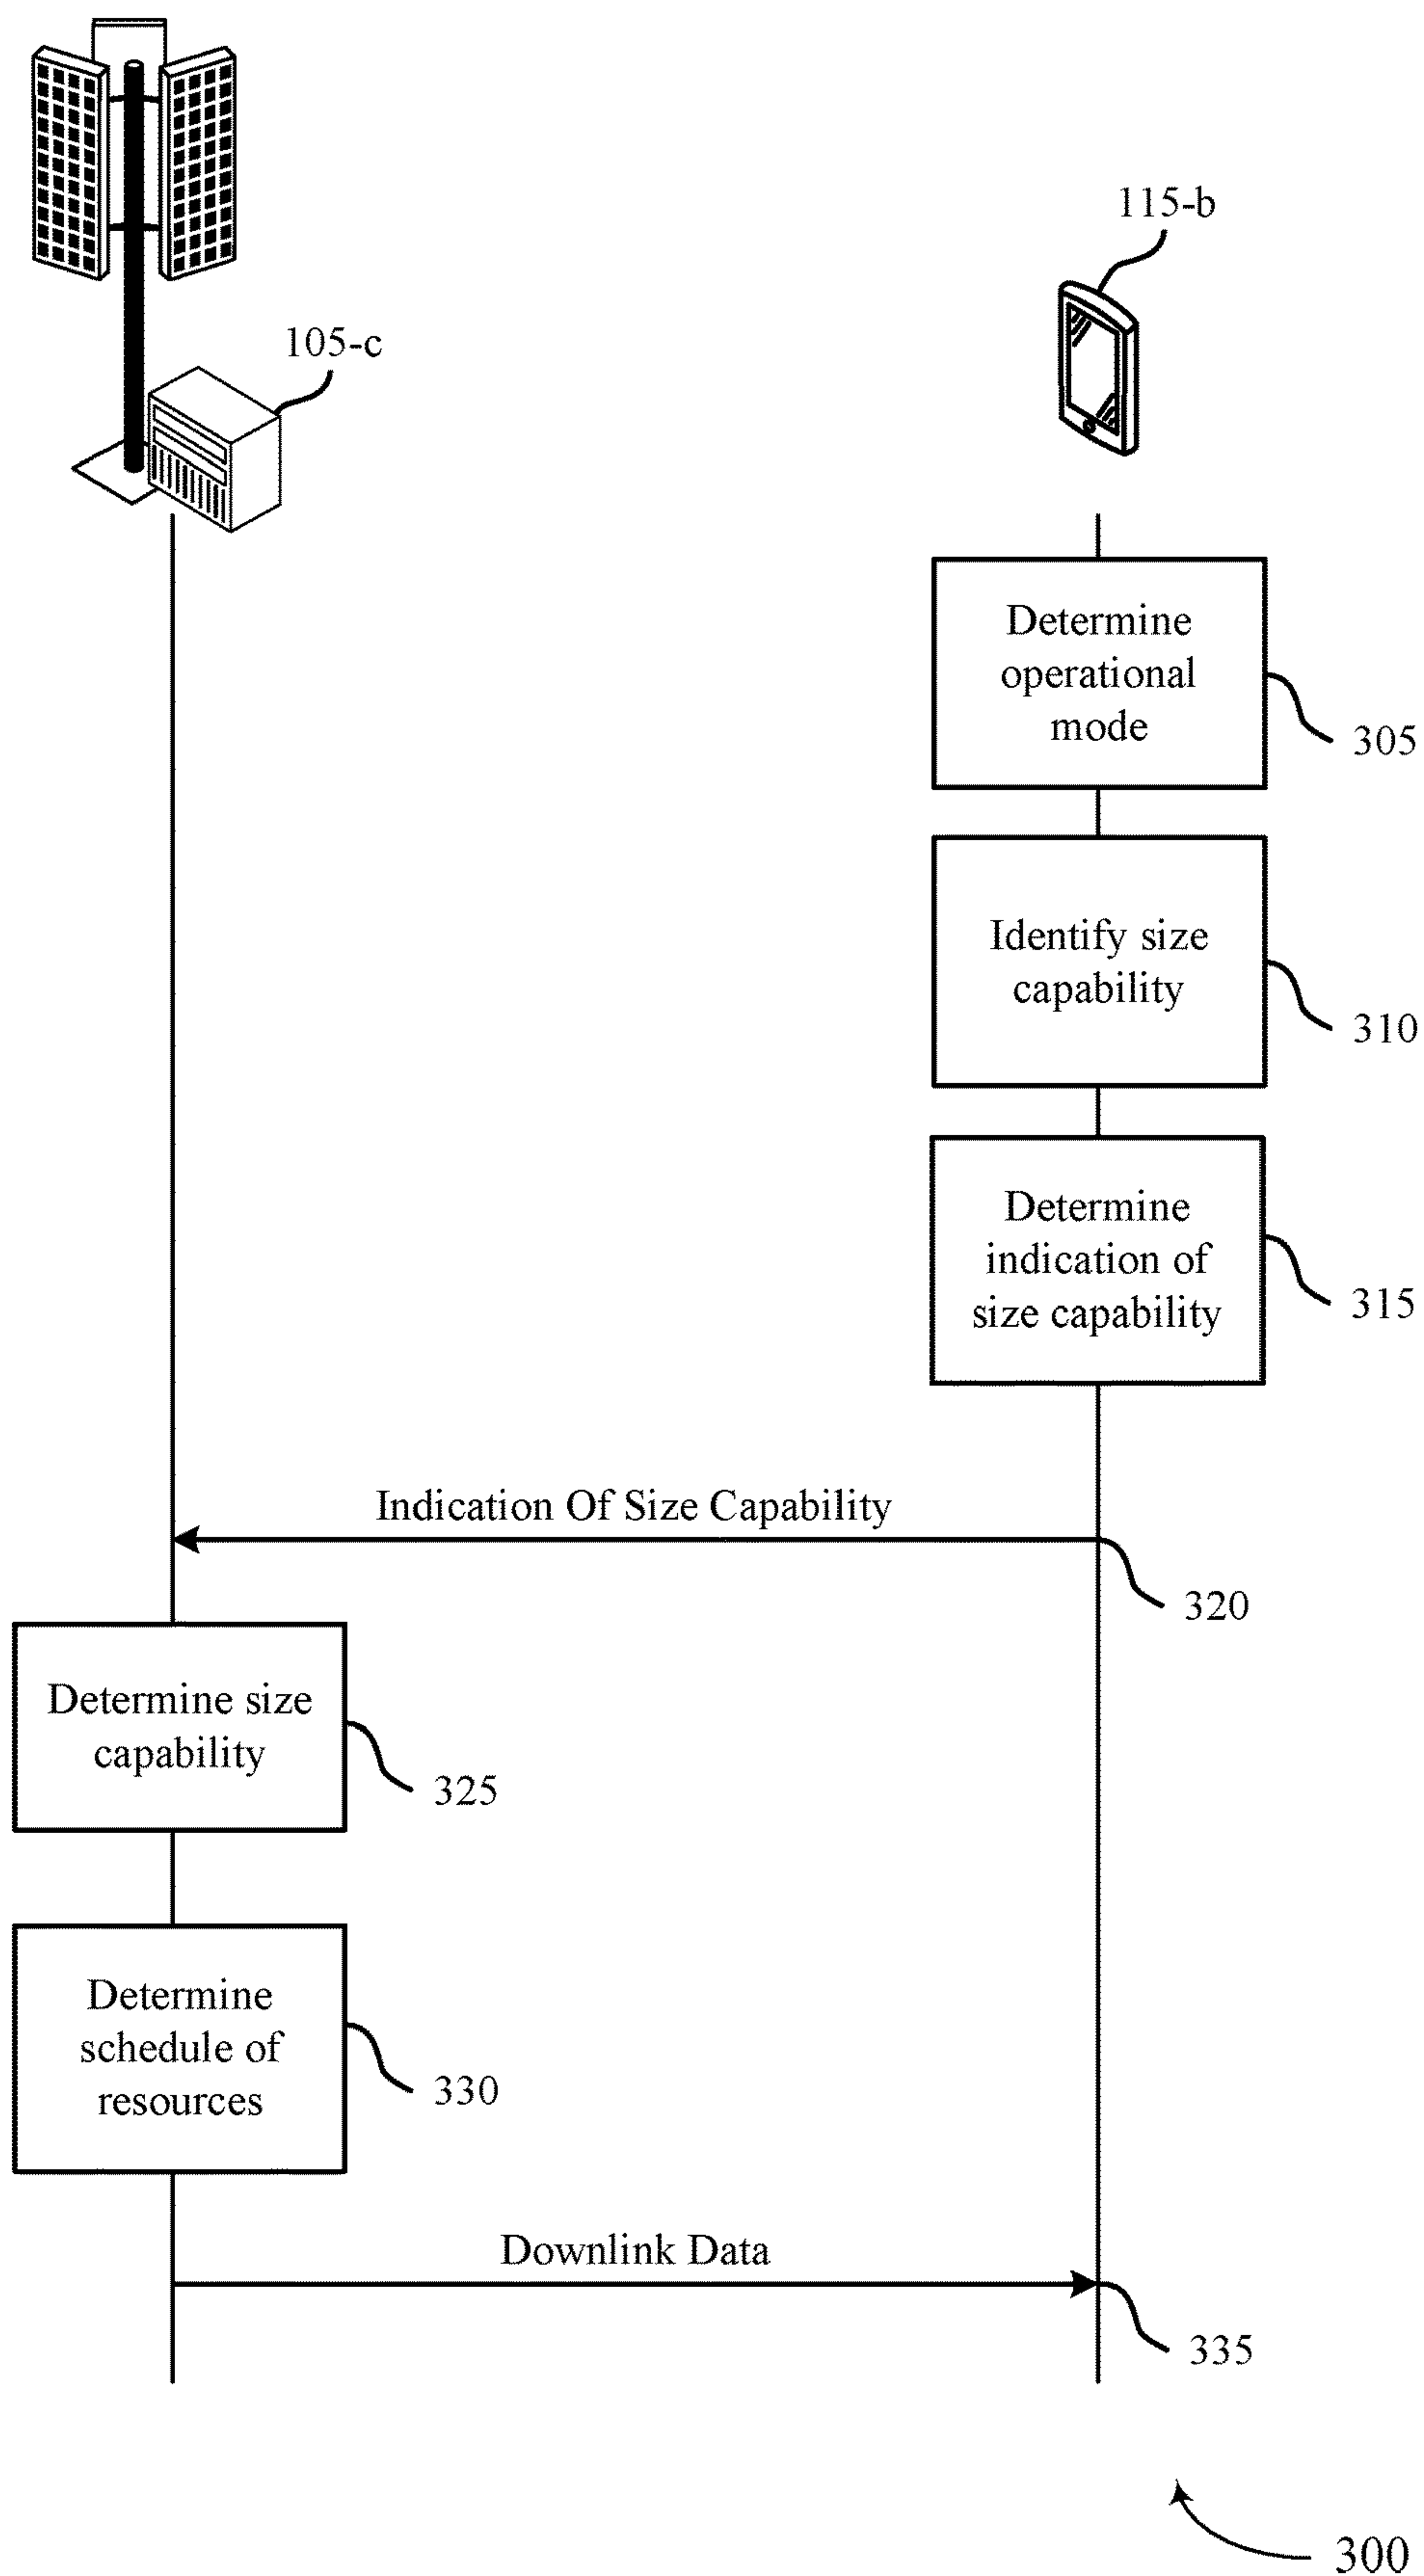 115-b
105-c
Determine
operational
mode
305
Identify size
capability
310
Determine
indication of
size capability
315
Indication Of Size Capability
320
Determine size
capability
325
Determine
schedule of
resources
330
Downlink Data
335
300